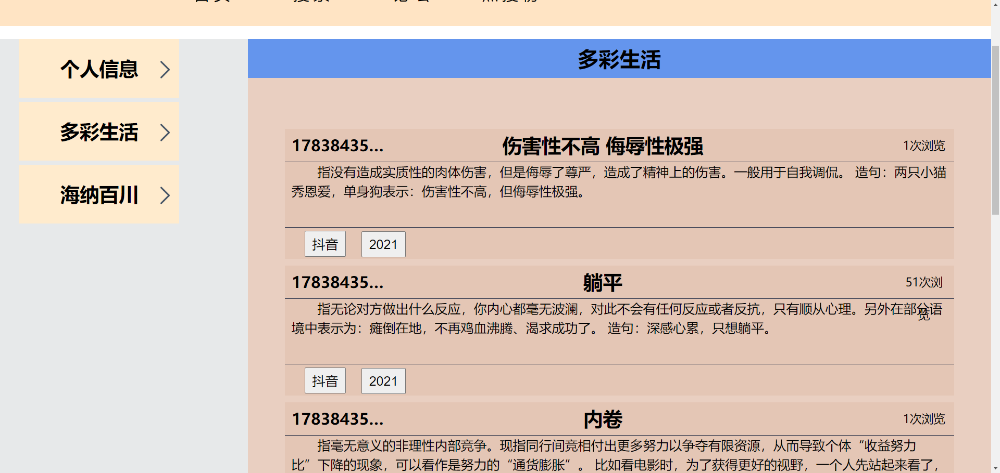 个人信息
多彩生活
海纳百川
多彩生活
17838435... 伤害性不高 侮辱性极强 1次浏览
指没有造成实质性的肉体伤害，但是侮辱了尊严，造成了精神上的伤害。一般用于自我调侃。 造句：两只小猫
秀恩爱，单身狗表示：伤害性不高，但侮辱性极强。
抖音 2021
17838435... 躺平 51次浏
览
指无论对方做出什么反应，你内心都毫无波澜，对此不会有任何反应或者反抗，只有顺从心理。另外在部分语
境中表示为：瘫倒在地，不再鸡血沸腾、渴求成功了。 造句：深感心累，只想躺平。
抖音 2021
17838435... 内卷 1次浏览
指毫无意义的非理性内部竞争。现指同行间竞相付出更多努力以争夺有限资源，从而导致个体“收益努力
比”下降的现象，可以看作是努力的“通货膨胀”。 比如看电影时，为了获得更好的视野，一个人先站起来看了，